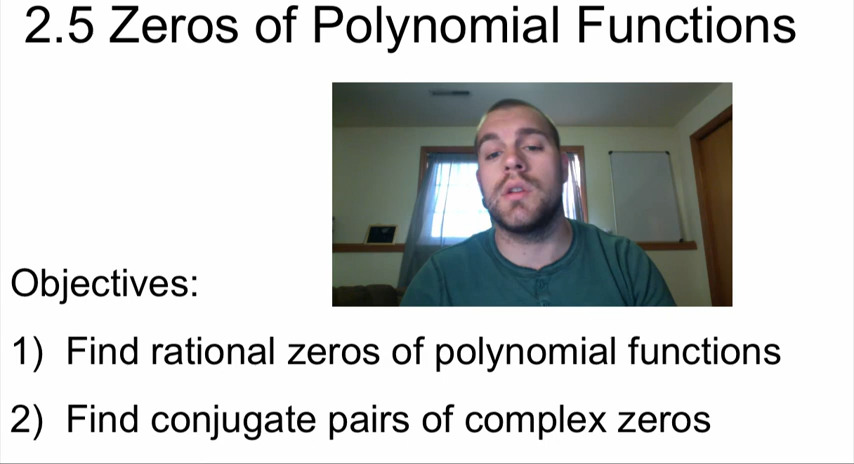 2.5 Zeros of Polynomial Functions
Objectives:
1) Find rational zeros of polynomial functions
2) Find conjugate pairs of complex zeros